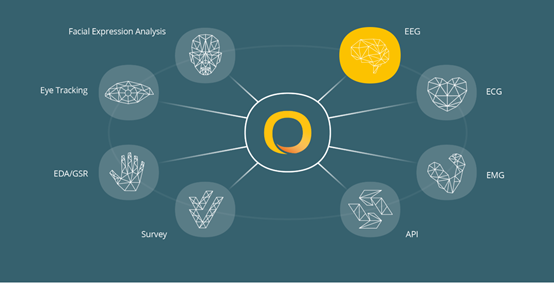 Facial Expression Analysis
EEG
Eye Tracking
ECG
EDA/GSR
EMG
Survey
API